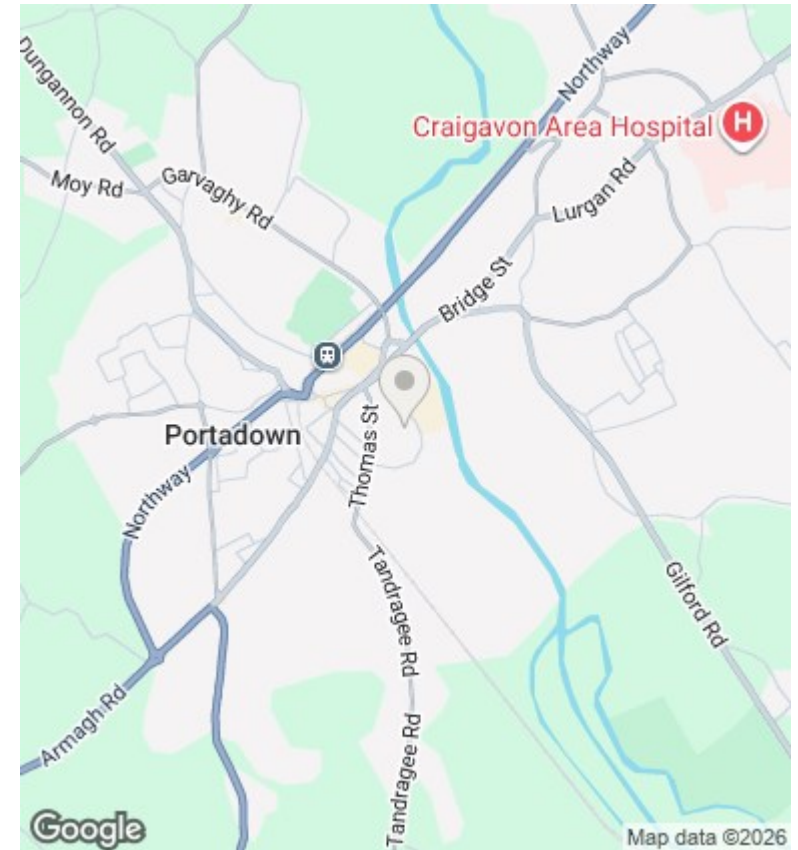 Dungannon Rd
Northway
Craigavon Area Hospital H
Moy Rd
Garvaghy Rd
Lurgan Rd
Bridge St
Portadown
Thomas St
Northway
Tandragee Rd
Gilford Rd
Armagh Rd
Tandragee Rd
Google
Map data ©2026